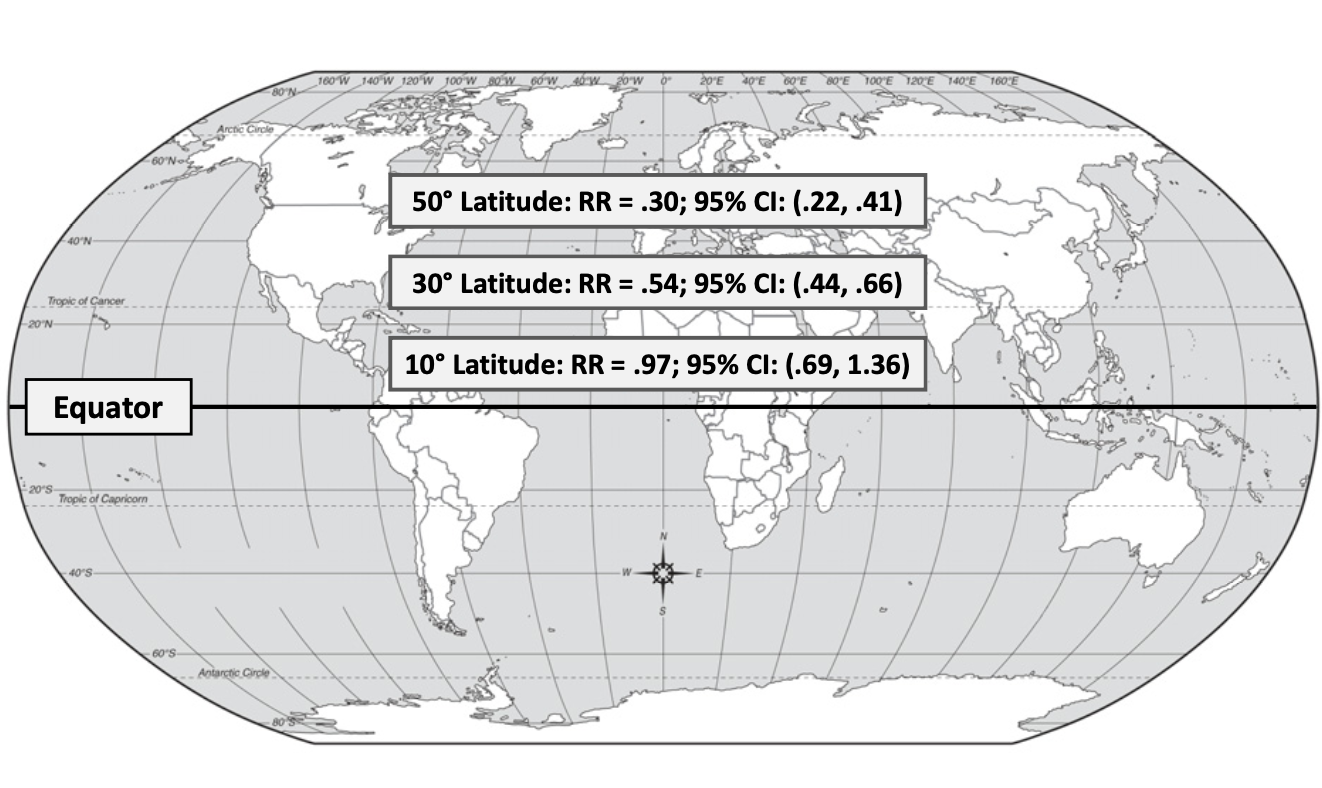 160°W 140°W 120°W 100°W 80°W 60°W 40°W 20°W 0° 20°E 40°E 60°E 80°E 100°E 120°E 140°E 160°E
80°N
Arctic Circle
60°N
50° Latitude: RR = .30; 95% CI: (.22, .41)
40°N
30° Latitude: RR = .54; 95% CI: (.44, .66)
Tropic of Cancer
20°N
10° Latitude: RR = .97; 95% CI: (.69, 1.36)
Equator
20°S
Tropic of Capricorn
N
W E
40°S
S
60°S
Antarctic Circle
80°S